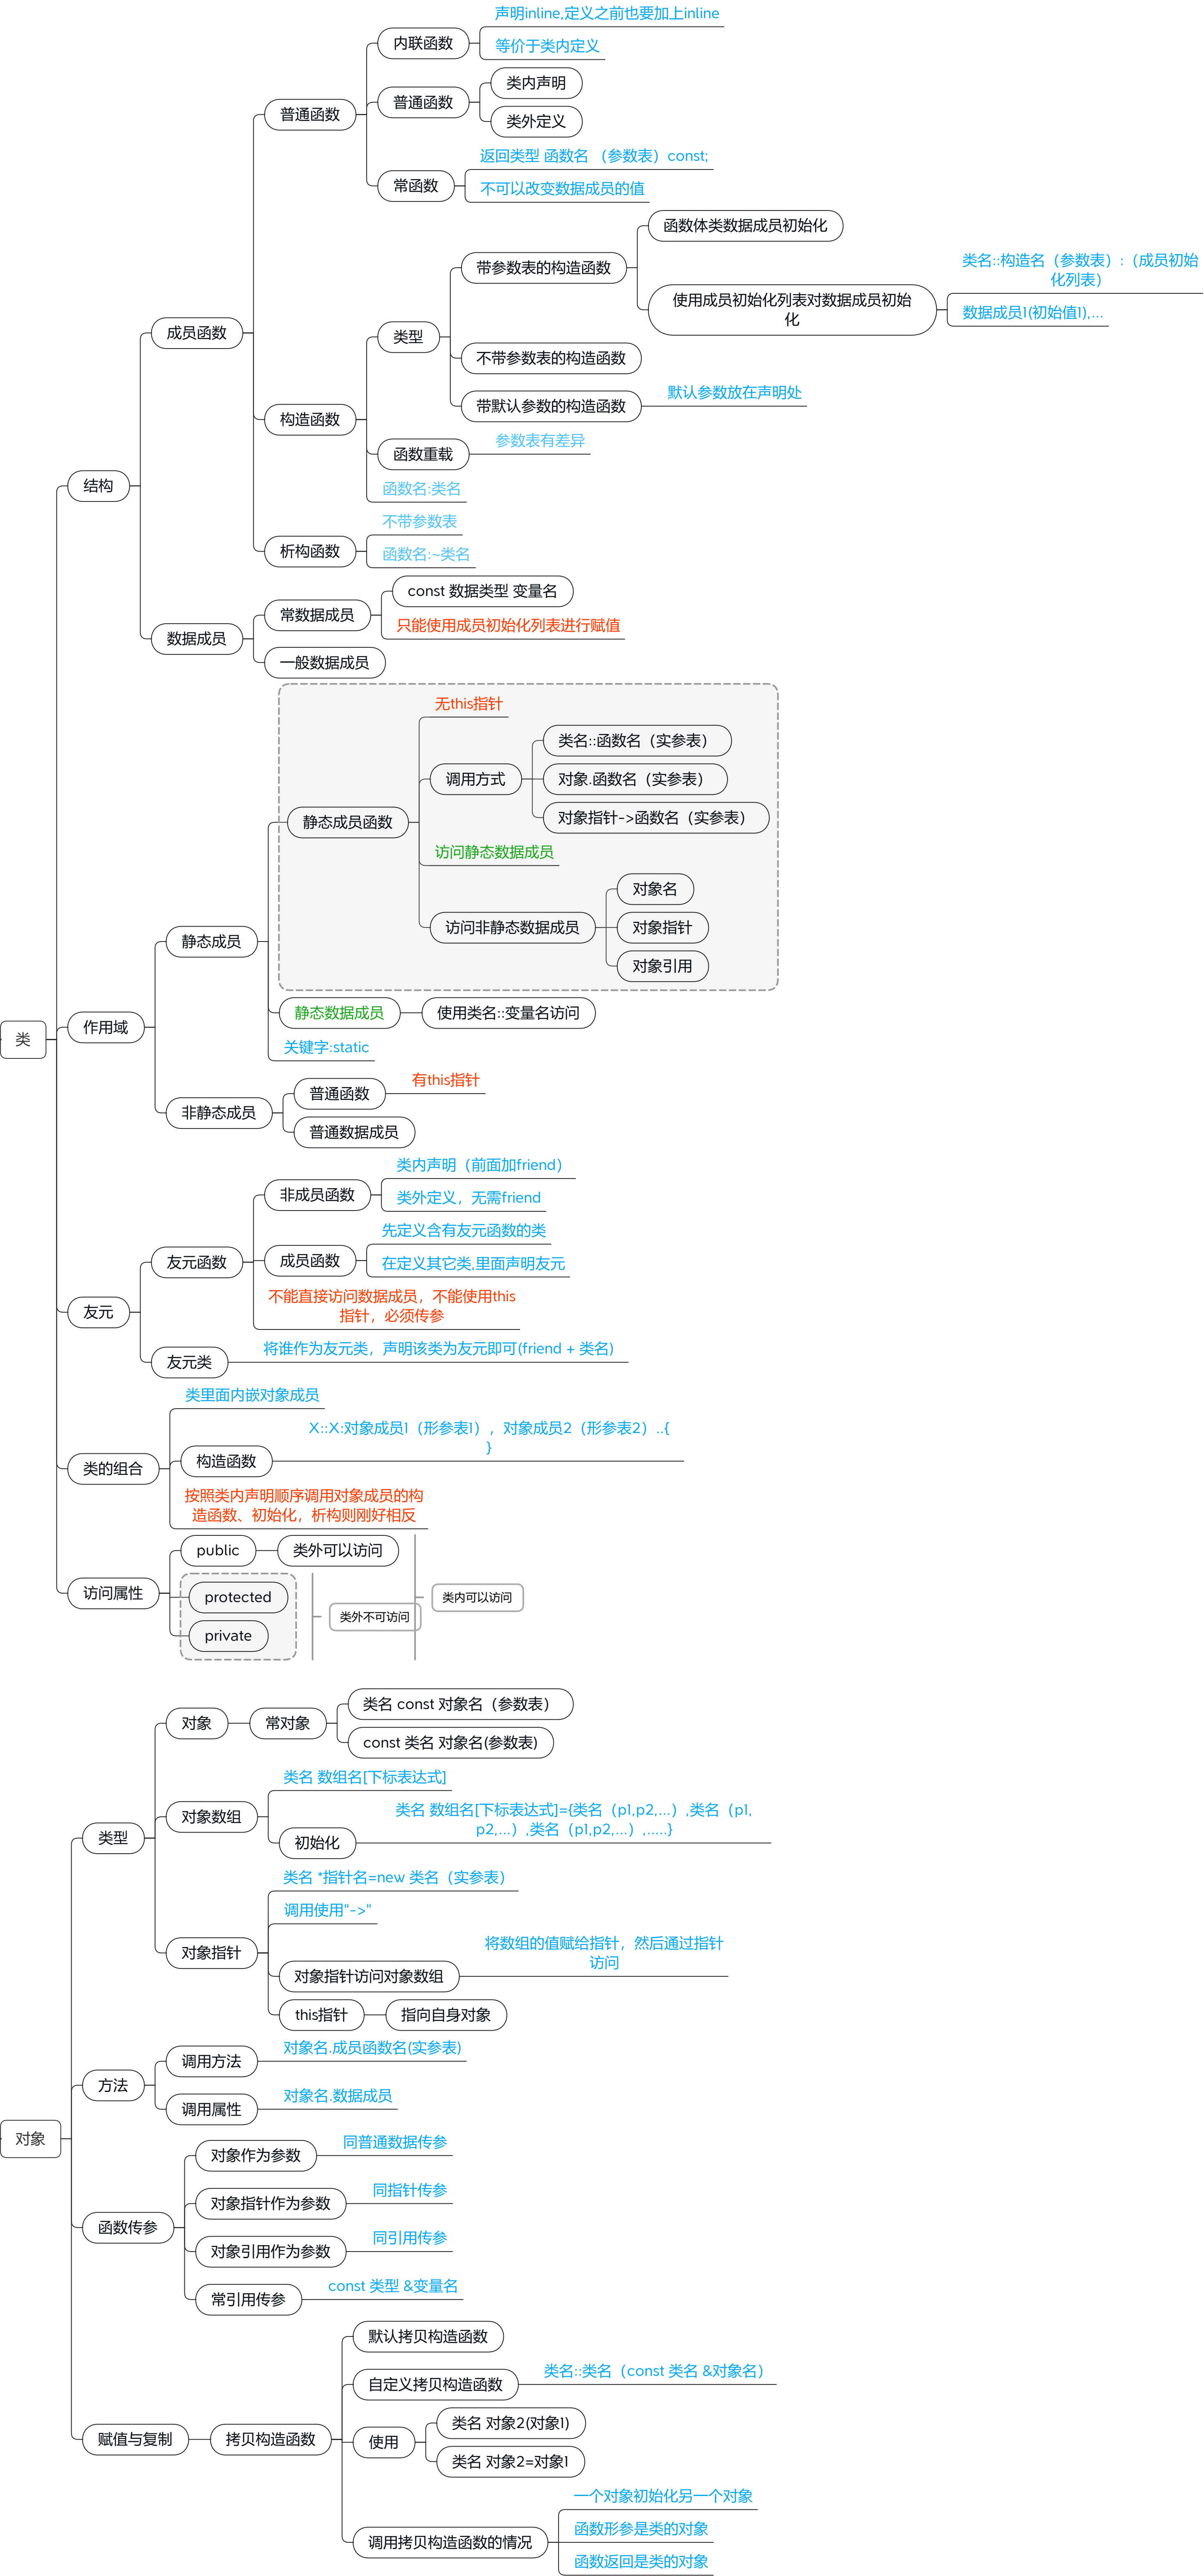 类
结构
成员函数
普通函数
内联函数
声明inline,定义之前也要加上inline
等价于类内定义
普通函数
类内声明
类外定义
常函数
返回类型 函数名 （参数表）const;
不可以改变数据成员的值
构造函数
类型
带参数表的构造函数
函数体类数据成员初始化
使用成员初始化列表对数据成员初始
化
类名::构造名（参数表）:（成员初始
化列表）
数据成员1(初始值1),...
不带参数表的构造函数
带默认参数的构造函数
默认参数放在声明处
函数重载
参数表有差异
函数名:类名
析构函数
不带参数表
函数名:~类名
数据成员
常数据成员
const 数据类型 变量名
只能使用成员初始化列表进行赋值
一般数据成员
作用域
静态成员
静态成员函数
无this指针
调用方式
类名::函数名（实参表）
对象.函数名（实参表）
对象指针->函数名（实参表）
访问静态数据成员
访问非静态数据成员
对象名
对象指针
对象引用
静态数据成员
使用类名::变量名访问
关键字:static
非静态成员
普通函数
有this指针
普通数据成员
友元
友元函数
非成员函数
类内声明（前面加friend）
类外定义，无需friend
成员函数
先定义含有友元函数的类
在定义其它类,里面声明友元
不能直接访问数据成员，不能使用this
指针，必须传参
友元类
将谁作为友元类，声明该类为友元即可(friend + 类名)
类的组合
类里面内嵌对象成员
构造函数
X::X:对象成员1（形参表1），对象成员2（形参表2）..{
}
按照类内声明顺序调用对象成员的构
造函数、初始化，析构则刚好相反
访问属性
public
类外可以访问
protected
private
类外不可访问
类内可以访问
对象
类型
对象
常对象
类名 const 对象名（参数表）
const 类名 对象名(参数表)
对象数组
类名 数组名[下标表达式]
初始化
类名 数组名[下标表达式]={类名（p1,p2,...）,类名（p1,
p2,...）,类名（p1,p2,...）,.....}
对象指针
类名 *指针名=new 类名（实参表）
调用使用"->"
对象指针访问对象数组
将数组的值赋给指针，然后通过指针
访问
this指针
指向自身对象
方法
调用方法
对象名.成员函数名(实参表)
调用属性
对象名.数据成员
函数传参
对象作为参数
同普通数据传参
对象指针作为参数
同指针传参
对象引用作为参数
同引用传参
常引用传参
const 类型 &变量名
赋值与复制
拷贝构造函数
默认拷贝构造函数
自定义拷贝构造函数
类名::类名（const 类名 &对象名）
使用
类名 对象2(对象1)
类名 对象2=对象1
调用拷贝构造函数的情况
一个对象初始化另一个对象
函数形参是类的对象
函数返回是类的对象